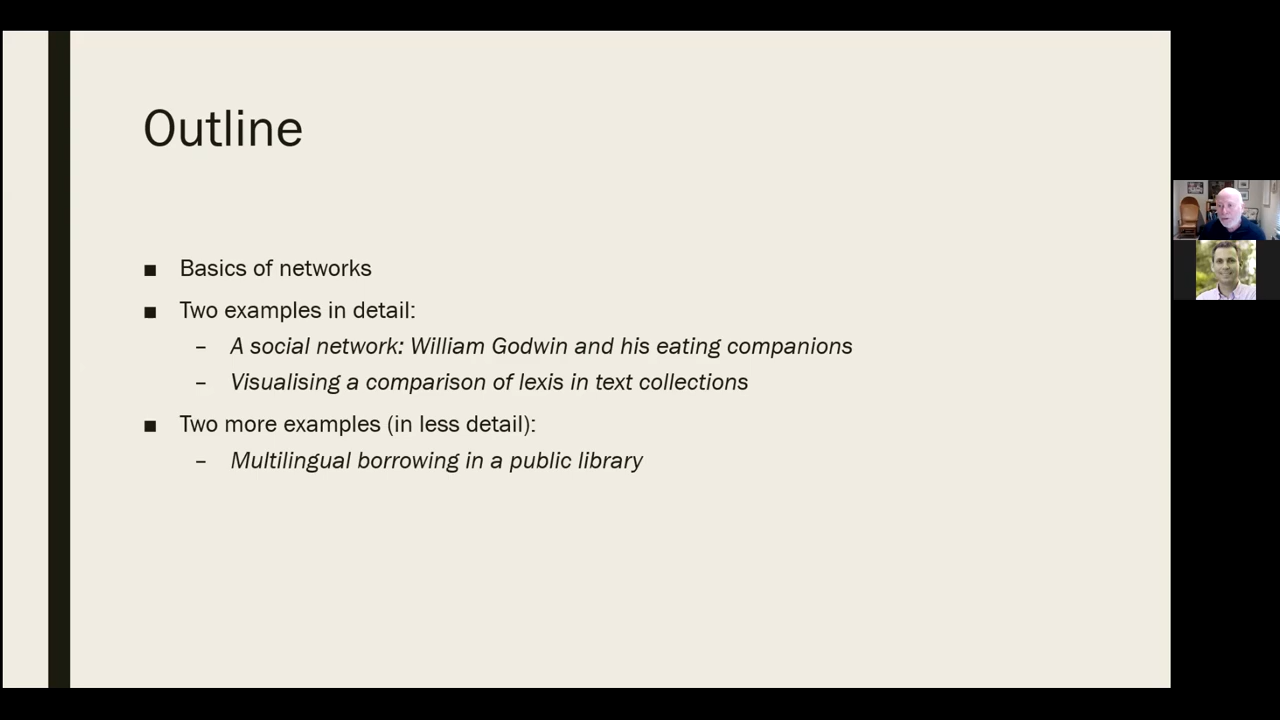 Outline
■ Basics of networks
■ Two examples in detail:
– A social network: William Godwin and his eating companions
– Visualising a comparison of lexis in text collections
■ Two more examples (in less detail):
– Multilingual borrowing in a public library